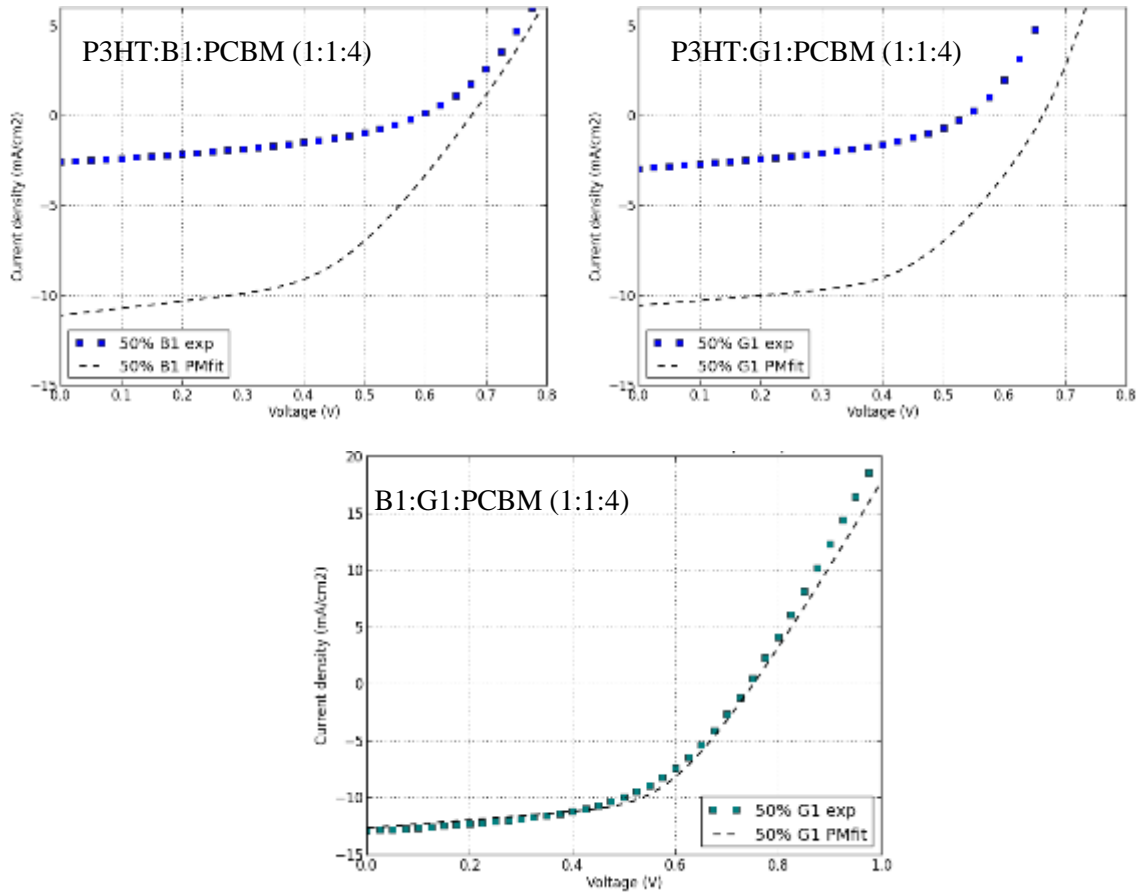 P3HT:B1:PCBM (1:1:4)
Current density (mA/cm2)
5
0
−5
−10
−15
50% B1 exp
50% B1 PMfit
0.0 0.1 0.2 0.3 0.4 0.5 0.6 0.7 0.8
Voltage (V)
P3HT:G1:PCBM (1:1:4)
Current density (mA/cm2)
5
0
−5
−10
−15
50% G1 exp
50% G1 PMfit
0.0 0.1 0.2 0.3 0.4 0.5 0.6 0.7 0.8
Voltage (V)
B1:G1:PCBM (1:1:4)
Current density (mA/cm2)
20
15
10
5
0
−5
−10
−15
50% G1 exp
50% G1 PMfit
0.0 0.2 0.4 0.6 0.8 1.0
Voltage (V)